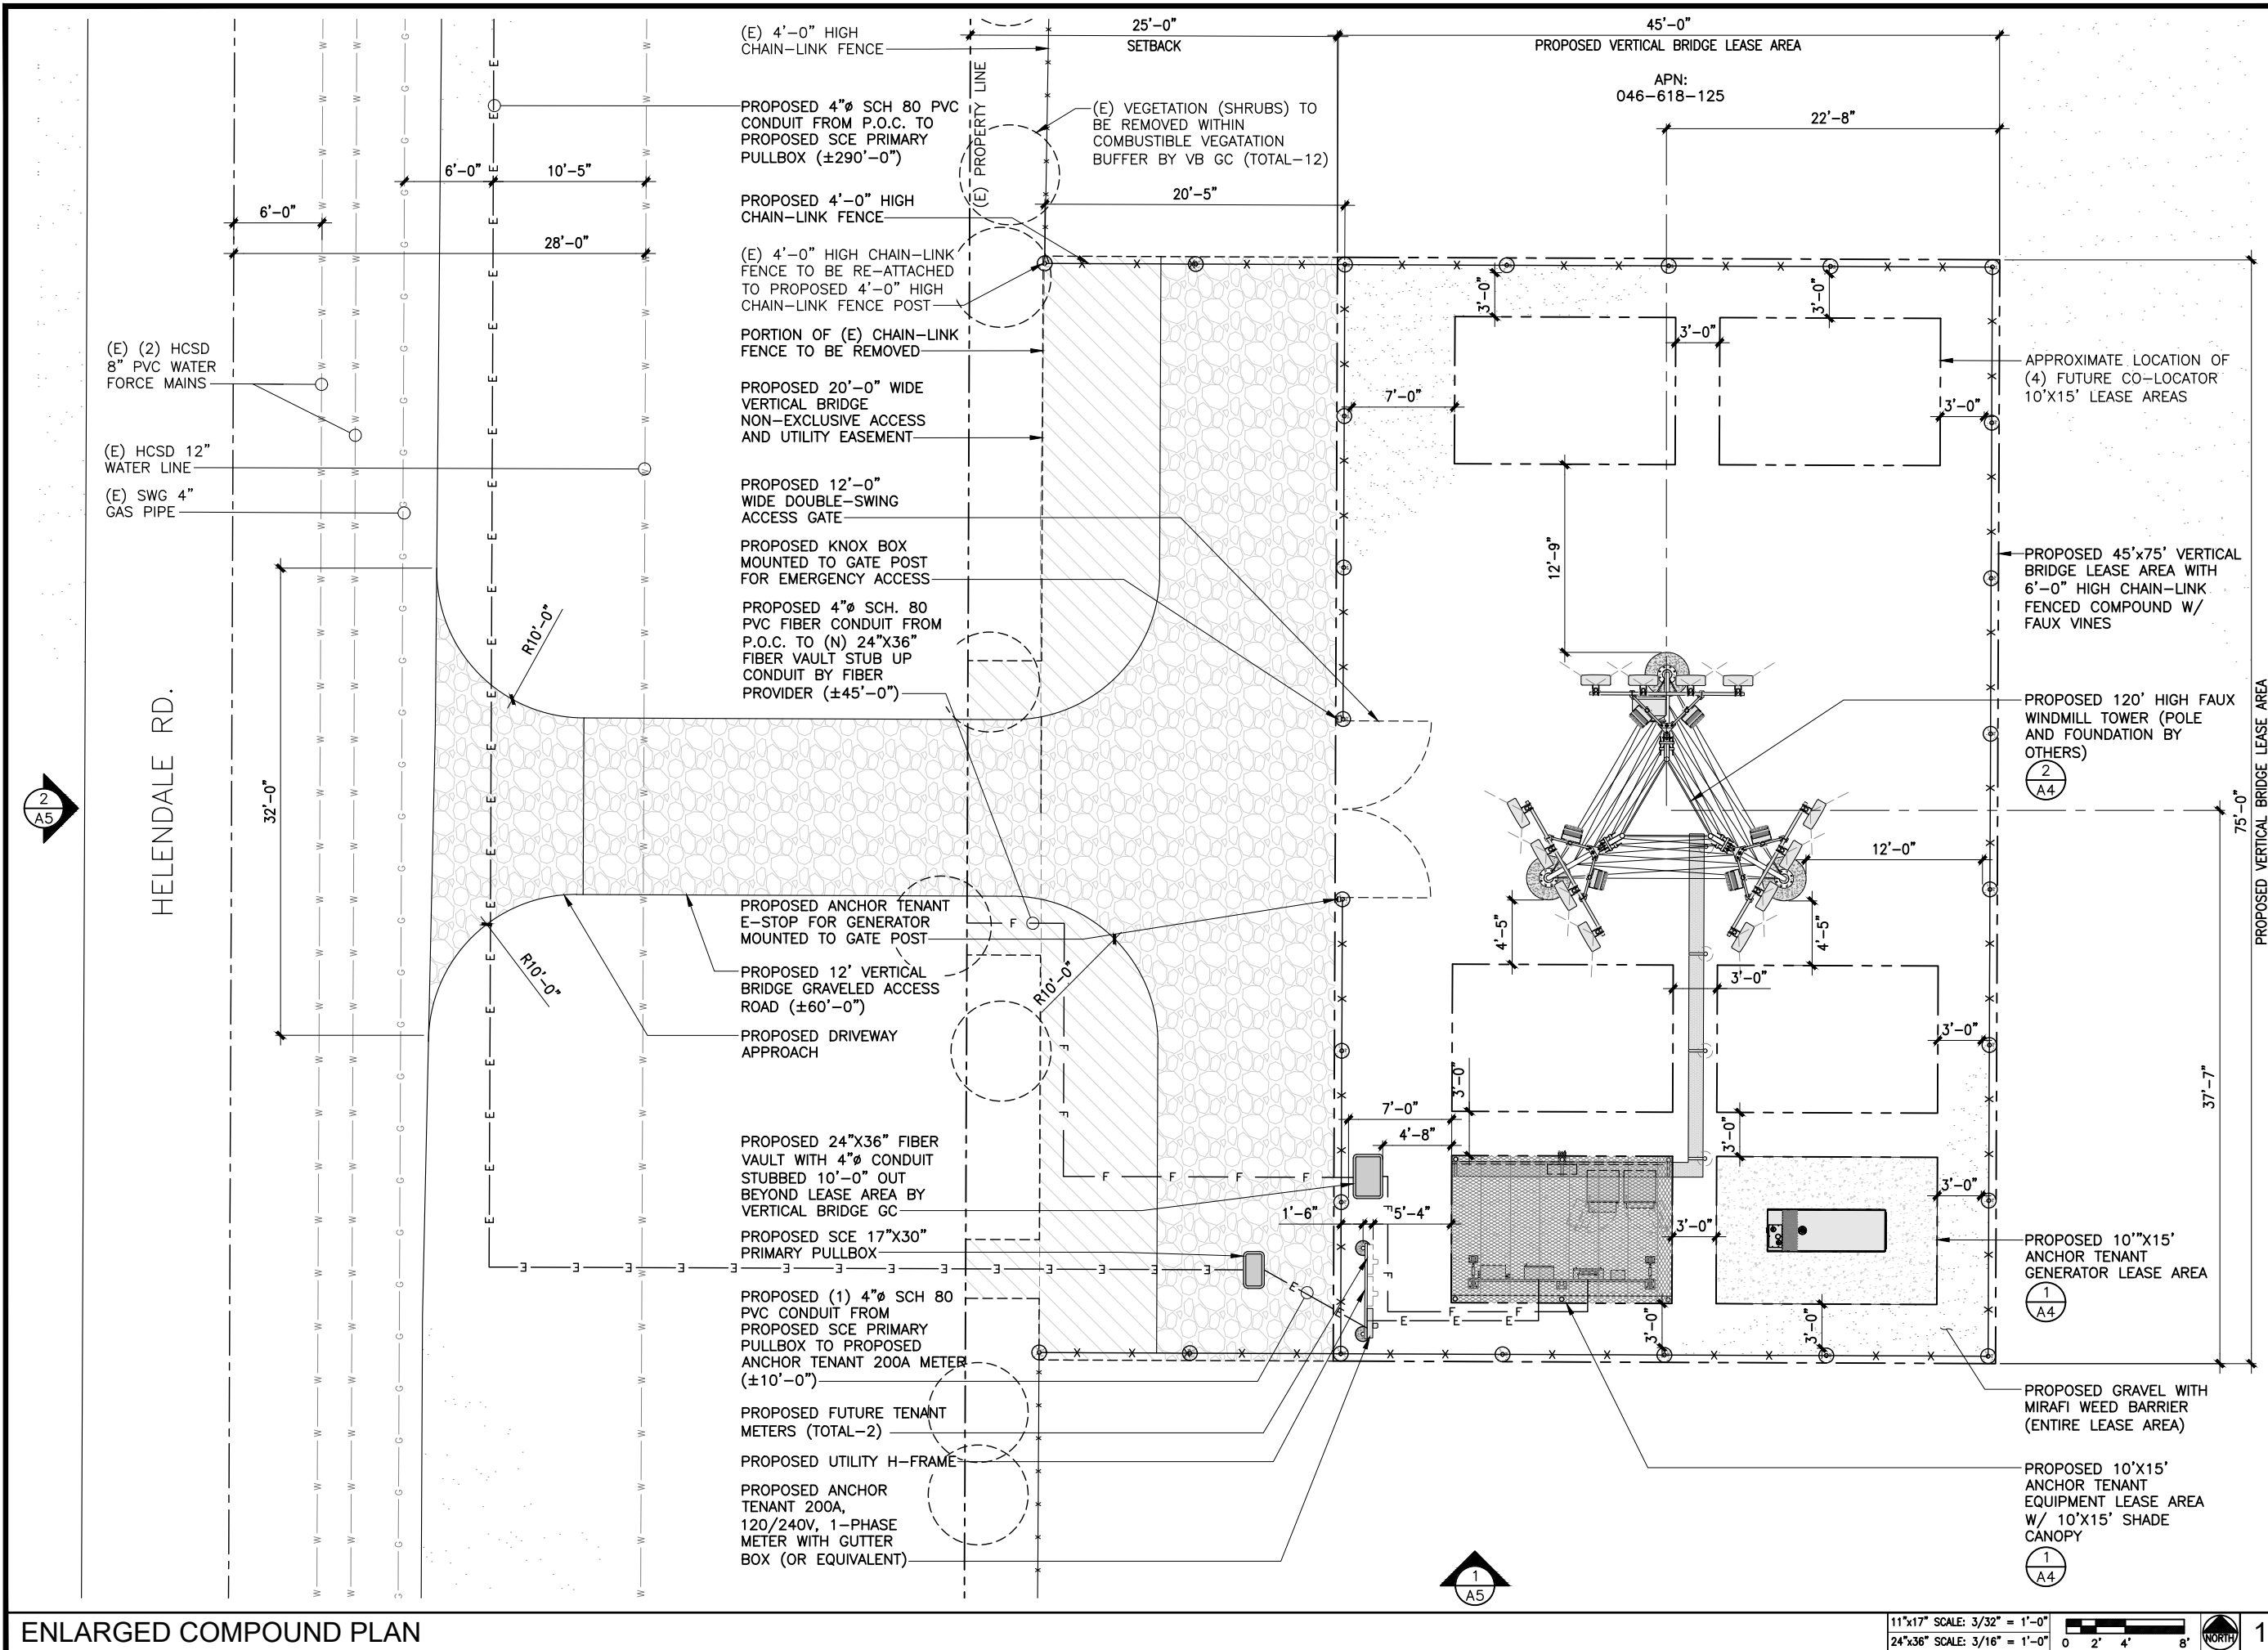 (E) 4'-0" HIGH
CHAIN-LINK FENCE
25'-0"
SETBACK
45'-0"
PROPOSED VERTICAL BRIDGE LEASE AREA
APN:
046-618-125
22'-8"
(E) PROPERTY LINE
PROPOSED 4"ø SCH 80 PVC
CONDUIT FROM P.O.C. TO
PROPOSED SCE PRIMARY
PULLBOX (±290'-0")
(E) VEGETATION (SHRUBS) TO
BE REMOVED WITHIN
COMBUSTIBLE VEGATATION
BUFFER BY VB GC (TOTAL-12)
6'-0"
10'-5"
6'-0"
28'-0"
20'-5"
PROPOSED 4'-0" HIGH
CHAIN-LINK FENCE
(E) 4'-0" HIGH CHAIN-LINK
FENCE TO BE RE-ATTACHED
TO PROPOSED 4'-0" HIGH
CHAIN-LINK FENCE POST
PORTION OF (E) CHAIN-LINK
FENCE TO BE REMOVED
PROPOSED 20'-0" WIDE
VERTICAL BRIDGE
NON-EXCLUSIVE ACCESS
AND UTILITY EASEMENT
PROPOSED 12'-0"
WIDE DOUBLE-SWING
ACCESS GATE
PROPOSED KNOX BOX
MOUNTED TO GATE POST
FOR EMERGENCY ACCESS
PROPOSED 4"ø SCH. 80
PVC FIBER CONDUIT FROM
P.O.C. TO (N) 24"X36"
FIBER VAULT STUB UP
CONDUIT BY FIBER
PROVIDER (±45'-0")
(E) (2) HCSD
8" PVC WATER
FORCE MAINS
(E) HCSD 12"
WATER LINE
(E) SWG 4"
GAS PIPE
HELENDALE RD.
32'-0"
R10'-0"
R10'-0"
R10'-0"
2
A5
3'-0"
3'-0"
3'-0"
7'-0"
3'-0"
12'-9"
APPROXIMATE LOCATION OF
(4) FUTURE CO-LOCATOR
10'X15' LEASE AREAS
PROPOSED 45'x75' VERTICAL
BRIDGE LEASE AREA WITH
6'-0" HIGH CHAIN-LINK
FENCED COMPOUND W/
FAUX VINES
PROPOSED 120' HIGH FAUX
WINDMILL TOWER (POLE
AND FOUNDATION BY
OTHERS)
2
A4
75'-0"
PROPOSED VERTICAL BRIDGE LEASE AREA
12'-0"
4'-5"
4'-5"
3'-0"
3'-0"
37'-7"
PROPOSED ANCHOR TENANT
E-STOP FOR GENERATOR
MOUNTED TO GATE POST
PROPOSED 12' VERTICAL
BRIDGE GRAVELED ACCESS
ROAD (±60'-0")
PROPOSED DRIVEWAY
APPROACH
PROPOSED 24"X36" FIBER
VAULT WITH 4"ø CONDUIT
STUBBED 10'-0" OUT
BEYOND LEASE AREA BY
VERTICAL BRIDGE GC
PROPOSED SCE 17"X30"
PRIMARY PULLBOX
PROPOSED (1) 4"ø SCH 80
PVC CONDUIT FROM
PROPOSED SCE PRIMARY
PULLBOX TO PROPOSED
ANCHOR TENANT 200A METER
(±10'-0")
PROPOSED FUTURE TENANT
METERS (TOTAL-2)
PROPOSED UTILITY H-FRAME
PROPOSED ANCHOR
TENANT 200A,
120/240V, 1-PHASE
METER WITH GUTTER
BOX (OR EQUIVALENT)
3'-0"
7'-0"
4'-8"
3'-0"
1'-6"
5'-4"
3'-0"
3'-0"
3'-0"
3'-0"
PROPOSED 10'"X15'
ANCHOR TENANT
GENERATOR LEASE AREA
1
A4
PROPOSED GRAVEL WITH
MIRAFI WEED BARRIER
(ENTIRE LEASE AREA)
PROPOSED 10'X15'
ANCHOR TENANT
EQUIPMENT LEASE AREA
W/ 10'X15' SHADE
CANOPY
1
A4
1
A5
ENLARGED COMPOUND PLAN
11"x17" SCALE: 3/32" = 1'-0"
24"x36" SCALE: 3/16" = 1'-0"
0 2' 4' 8'
NORTH
1